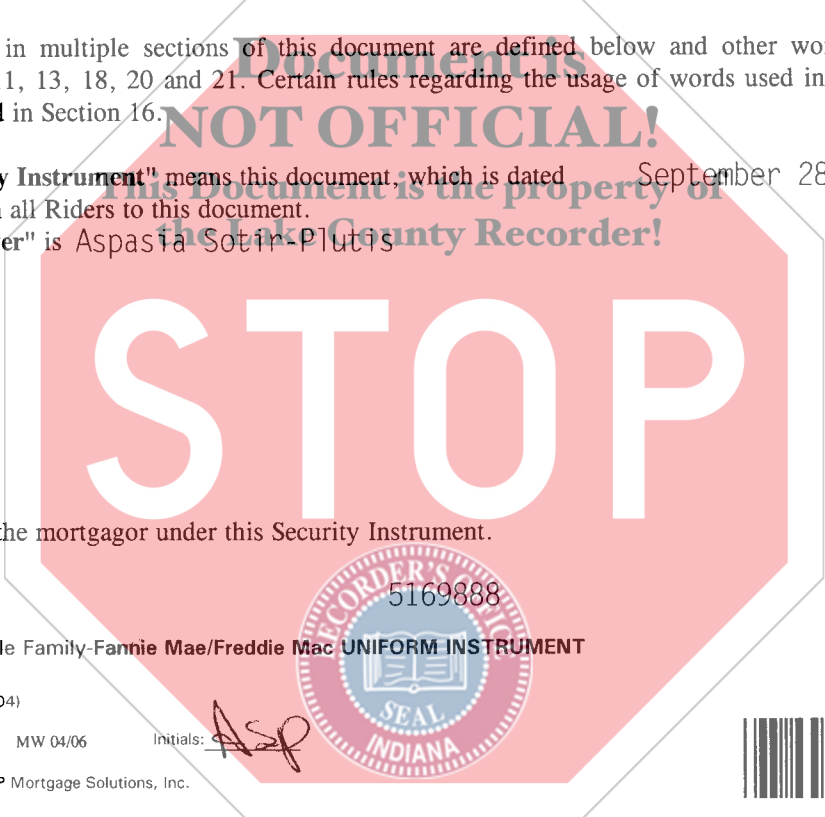 Document is
in multiple sections of this document are defined below and other wo
1, 13, 18, 20 and 21. Certain rules regarding the usage of words used in
in Section 16.
NOT OFFICIAL!
y Instrument" means this document, which is dated September 28
This Document is the property of
all Riders to this document.
the Lake County Recorder!
er" is Aspasia Sotir-Plutis
STOP
the mortgagor under this Security Instrument.
RECORDER'S OFFIC
5169888
le Family-Fannie Mae/Freddie Mac UNIFORM INSTRUMENT
04)
SEAL
MW 04/06 Initials: ASP
INDIANA
P Mortgage Solutions, Inc.